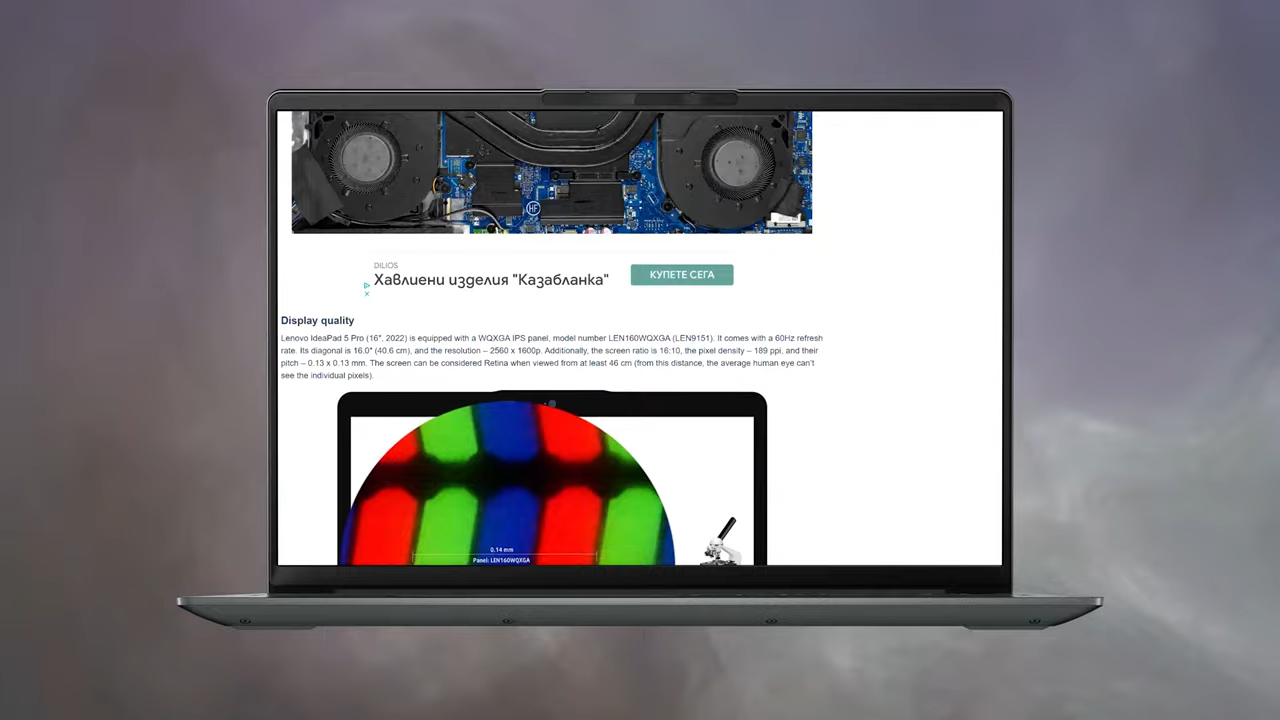 HF
DILIOS
Хавлиени изделия "Казабланка"
КУПЕТЕ СЕГА
Display quality
Lenovo IdeaPad 5 Pro (16", 2022) is equipped with a WQXGA IPS panel, model number LEN160WQXGA (LEN9151). It comes with a 60Hz refresh
rate. Its diagonal is 16.0" (40.6 cm), and the resolution – 2560 x 1600p. Additionally, the screen ratio is 16:10, the pixel density – 189 ppi, and their
pitch – 0.13 x 0.13 mm. The screen can be considered Retina when viewed from at least 46 cm (from this distance, the average human eye can't
see the individual pixels).
0.14 mm
Panel: LEN160WQXGA